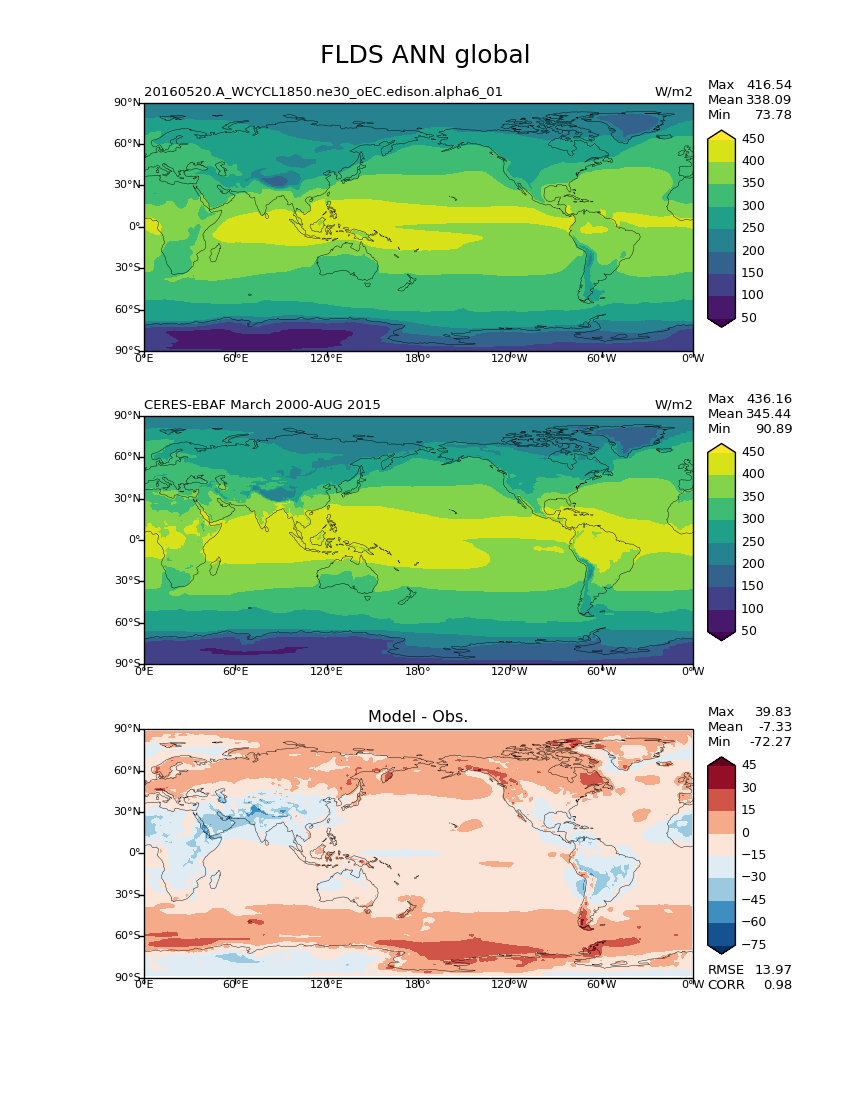 FLDS ANN global
20160520.A_WCYCL1850.ne30_oEC.edison.alpha6_01 W/m2
Max 416.54
Mean 338.09
Min 73.78
90°N
60°N
30°N
0°
30°S
60°S
90°S
0°E 60°E 120°E 180° 120°W 60°W 0°W
450
400
350
300
250
200
150
100
50
CERES-EBAF March 2000-AUG 2015 W/m2
Max 436.16
Mean 345.44
Min 90.89
90°N
60°N
30°N
0°
30°S
60°S
90°S
0°E 60°E 120°E 180° 120°W 60°W 0°W
450
400
350
300
250
200
150
100
50
Model - Obs.
Max 39.83
Mean -7.33
Min -72.27
90°N
60°N
30°N
0°
30°S
60°S
90°S
0°E 60°E 120°E 180° 120°W 60°W 0°W
45
30
15
0
−15
−30
−45
−60
−75
RMSE 13.97
CORR 0.98